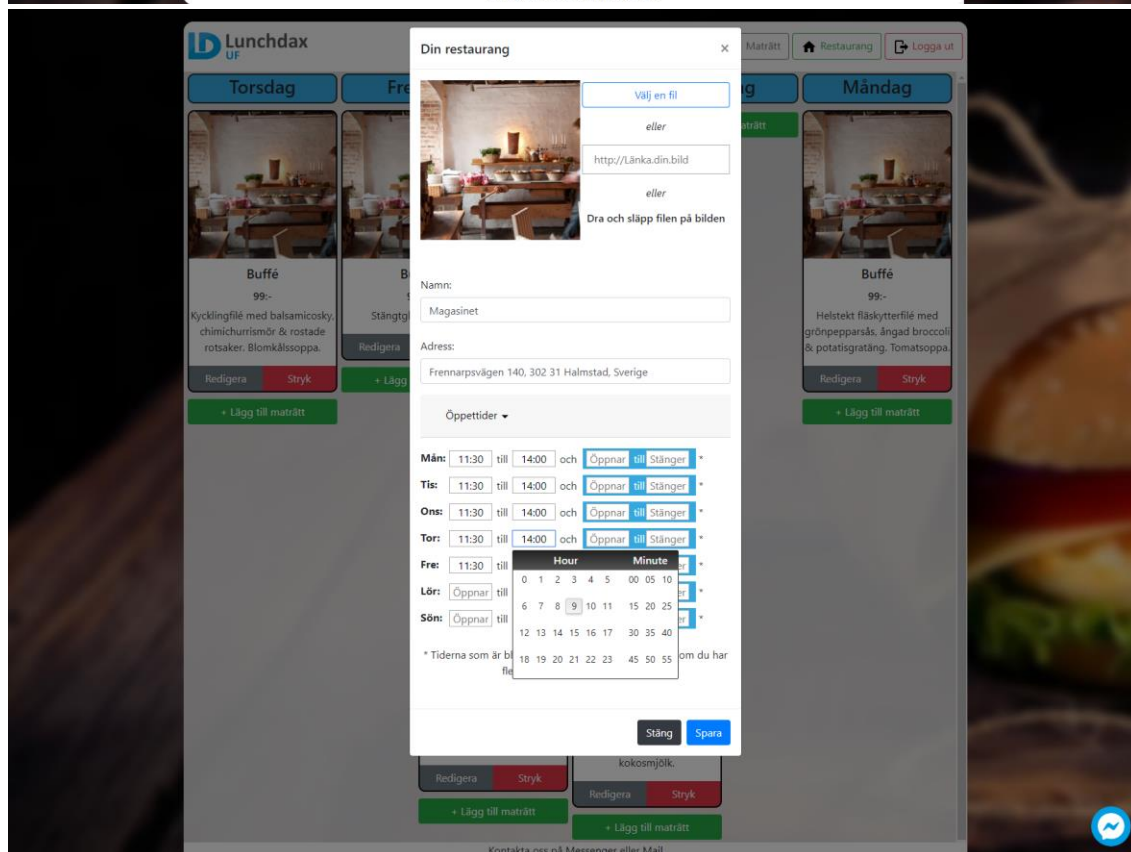 Lunchdax
UF
Maträtt
Restaurang
Logga ut
Torsdag
Fre
g
Måndag
aträtt
Buffé
99:-
Kycklingfilé med balsamicosky,
chimichurrismör & rostade
rotsaker. Blomkålssoppa.
Redigera
Stryk
+ Lägg till maträtt
B
Stängtgl
Redigera
+ Lägg
Din restaurang
×
Välj en fil
eller
http://Länka.din.bild
eller
Dra och släpp filen på bilden
Namn:
Magasinet
Adress:
Frennarpsvägen 140, 302 31 Halmstad, Sverige
Öppettider
Mån: 11:30 till 14:00 och Öppnar till Stänger *
Tis: 11:30 till 14:00 och Öppnar till Stänger *
Ons: 11:30 till 14:00 och Öppnar till Stänger *
Tor: 11:30 till 14:00 och Öppnar till Stänger *
Fre: 11:30 till er *
Lör: Öppnar till er *
Sön: Öppnar till er *
Hour Minute
0 1 2 3 4 5 00 05 10
6 7 8 9 10 11 15 20 25
12 13 14 15 16 17 30 35 40
18 19 20 21 22 23 45 50 55
* Tiderna som är bl om du har
fle
Stäng
Spara
Buffé
99:-
Helstekt fläskytterfilé med
grönpepparsås, ångad broccoli
& potatisgratäng. Tomatsoppa.
Redigera
Stryk
+ Lägg till maträtt
Redigera
Stryk
+ Lägg till maträtt
kokosmjölk.
Redigera
Stryk
+ Lägg till maträtt
Kontakta oss på Messenger eller Mail